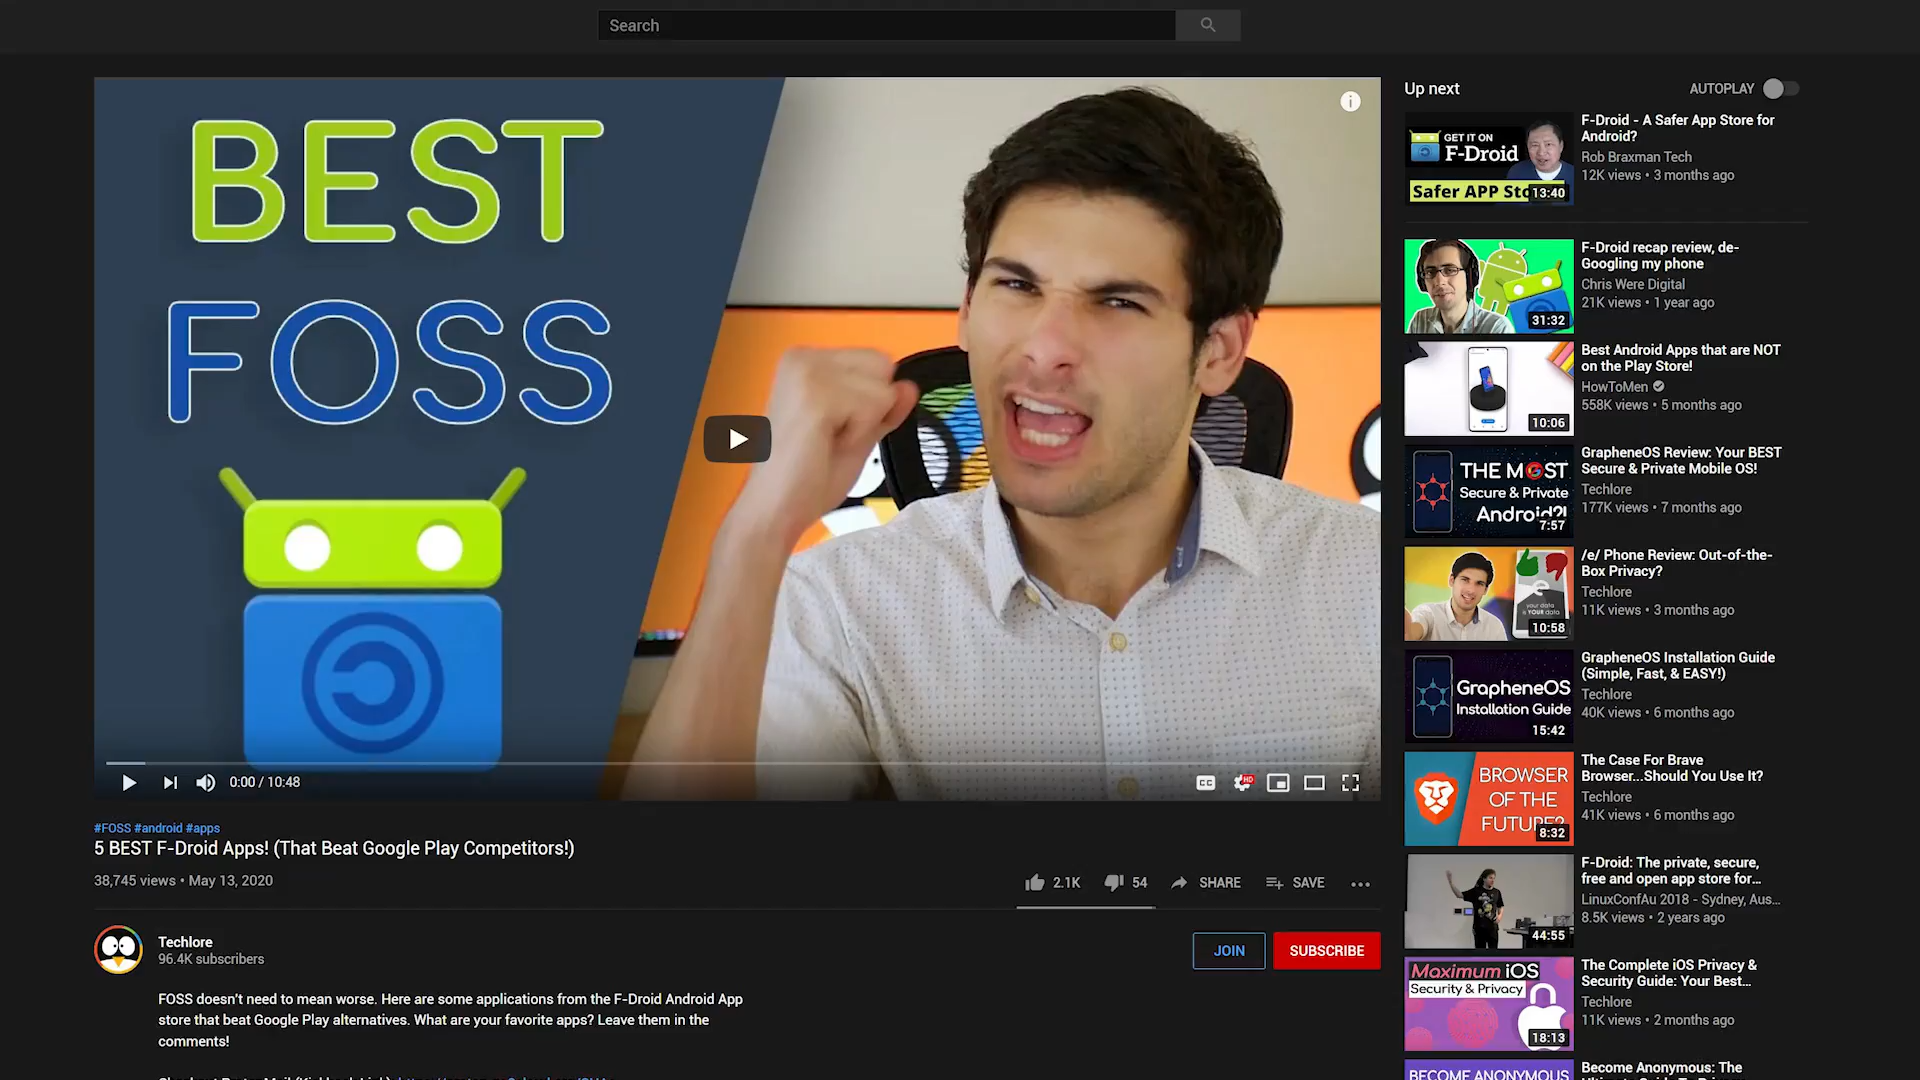 Search
BEST
FOSS
0:00 / 10:48
CC
HD
#FOSS #android #apps
5 BEST F-Droid Apps! (That Beat Google Play Competitors!)
38,745 views • May 13, 2020
2.1K
54
SHARE
SAVE
Techlore
96.4K subscribers
JOIN
SUBSCRIBE
FOSS doesn't need to mean worse. Here are some applications from the F-Droid Android App
store that beat Google Play alternatives. What are your favorite apps? Leave them in the
comments!
Up next
AUTOPLAY
GET IT ON
F-Droid
Safer APP
13:40
F-Droid - A Safer App Store for
Android?
Rob Braxman Tech
12K views • 3 months ago
31:32
F-Droid recap review, de-
Googling my phone
Chris Were Digital
21K views • 1 year ago
10:06
Best Android Apps that are NOT
on the Play Store!
HowToMen
558K views • 5 months ago
THE MOST
Secure & Private
Android?!
7:57
GrapheneOS Review: Your BEST
Secure & Private Mobile OS!
Techlore
177K views • 7 months ago
e
your data
is YOUR data
10:58
/e/ Phone Review: Out-of-the-
Box Privacy?
Techlore
11K views • 3 months ago
GrapheneOS
Installation Guide
15:42
GrapheneOS Installation Guide
(Simple, Fast, & EASY!)
Techlore
40K views • 6 months ago
BROWSER
OF THE
FUTURE?
8:32
The Case For Brave
Browser...Should You Use It?
Techlore
41K views • 6 months ago
44:55
F-Droid: The private, secure,
free and open app store for...
LinuxConfAu 2018 - Sydney, Aus...
8.5K views • 2 years ago
Maximum iOS
Security & Privacy
18:13
The Complete iOS Privacy &
Security Guide: Your Best...
Techlore
11K views • 2 months ago
BECOME ANONYMOUS
Become Anonymous: The